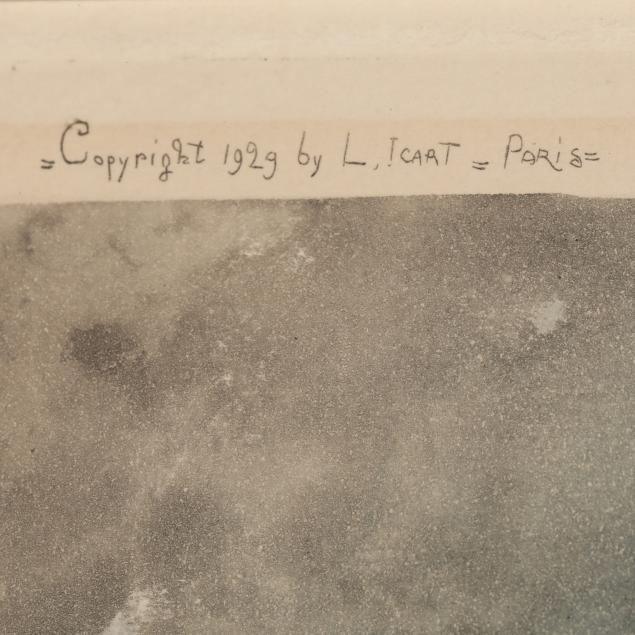 =Copyright 1929 by L. Icart = Paris=